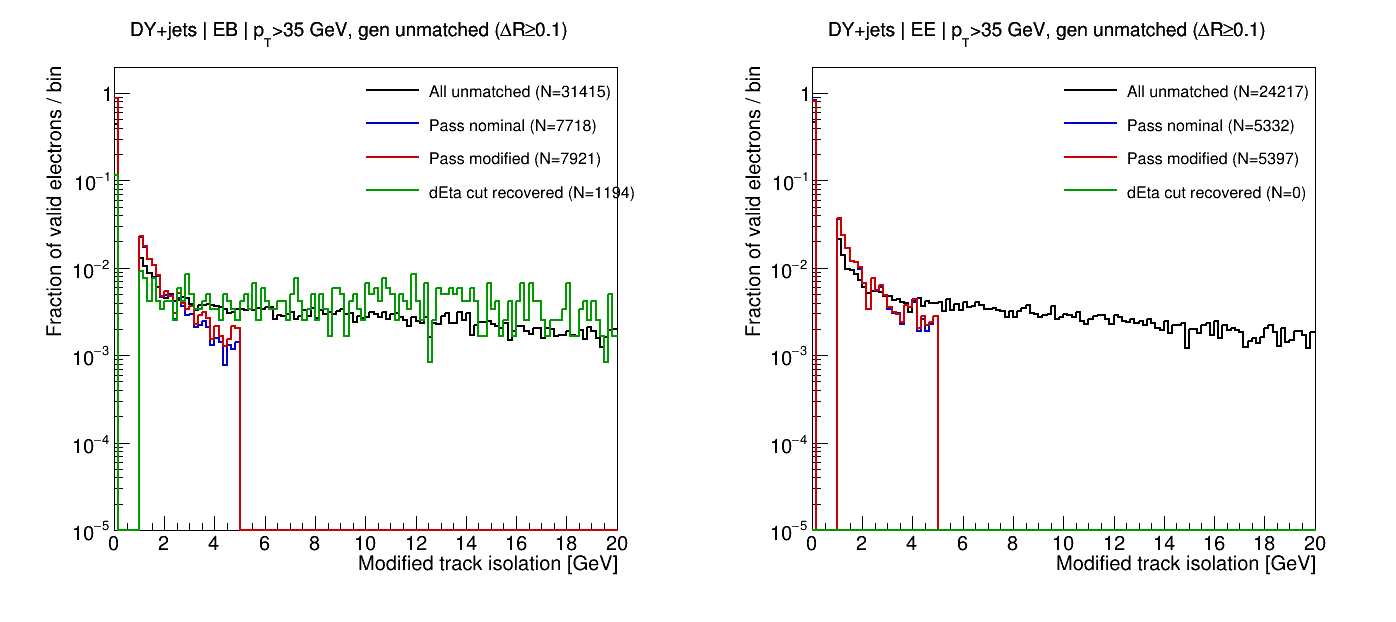 DY+jets | EB | pT>35 GeV, gen unmatched (ΔR≥0.1)
Fraction of valid electrons / bin
All unmatched (N=31415)
Pass nominal (N=7718)
Pass modified (N=7921)
dEta cut recovered (N=1194)
1
10−1
10−2
10−3
10−4
10−5
0 2 4 6 8 10 12 14 16 18 20
Modified track isolation [GeV]
DY+jets | EE | pT>35 GeV, gen unmatched (ΔR≥0.1)
Fraction of valid electrons / bin
All unmatched (N=24217)
Pass nominal (N=5332)
Pass modified (N=5397)
dEta cut recovered (N=0)
1
10−1
10−2
10−3
10−4
10−5
0 2 4 6 8 10 12 14 16 18 20
Modified track isolation [GeV]